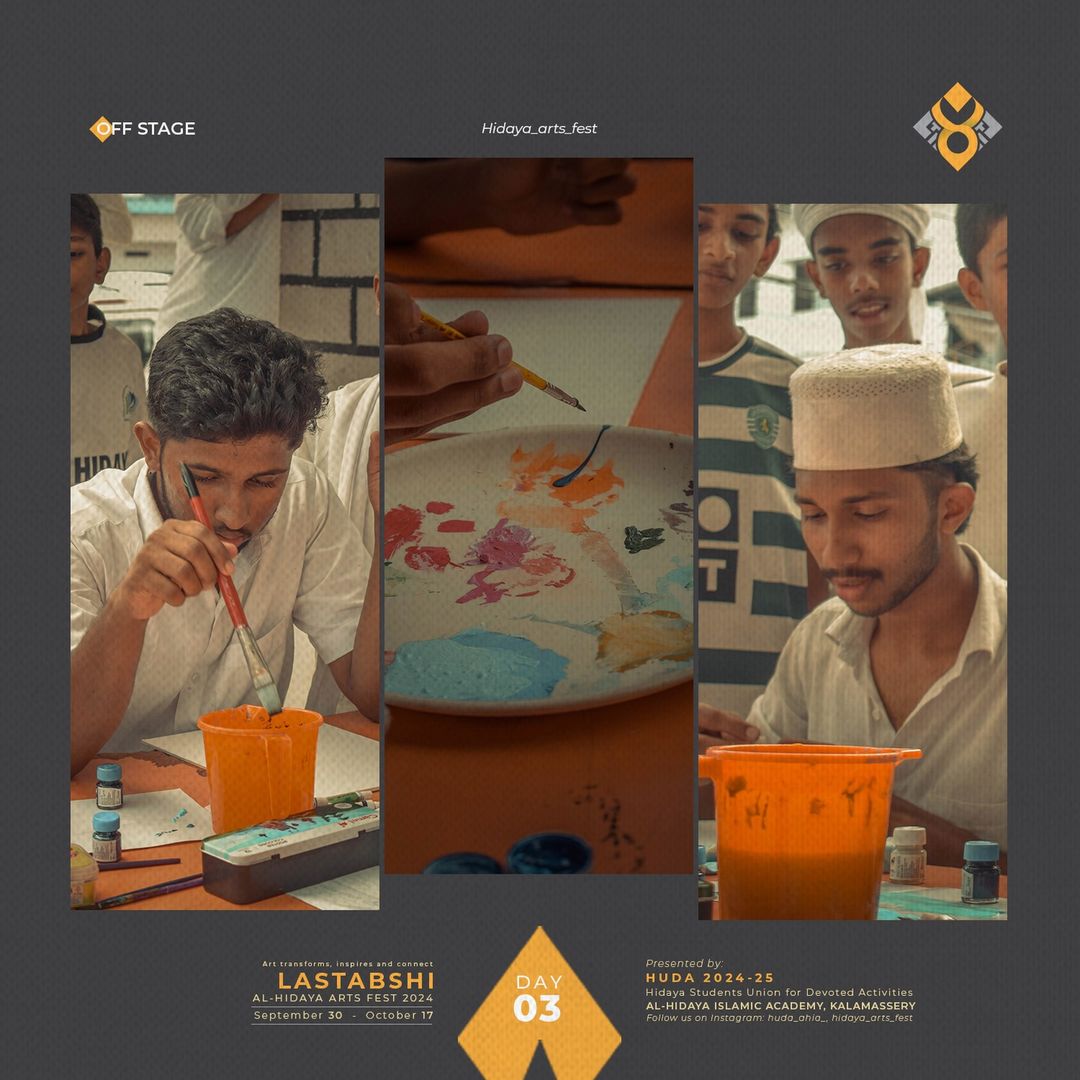 OFF STAGE
Hidaya_arts_fest
HIDAY
T
Art transforms, inspires and connect
LASTABSHI
AL-HIDAYA ARTS FEST 2024
September 30 - October 17
DAY
03
Presented by:
HUDA 2024-25
Hidaya Students Union for Devoted Activities
AL-HIDAYA ISLAMIC ACADEMY, KALAMASSERY
Follow us on Instagram: huda_ahia_, hidaya_arts_fest